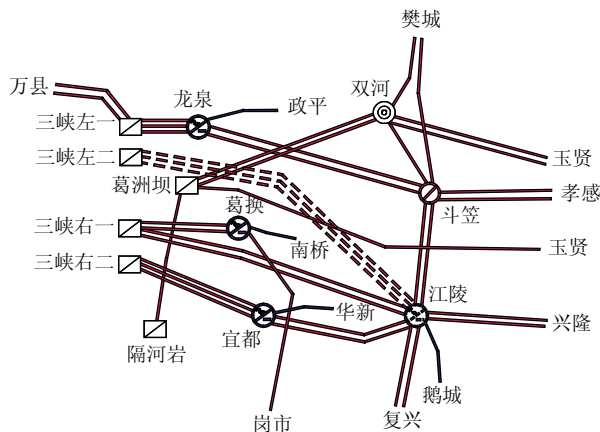 樊城
万县
双河
龙泉
政平
三峡左一
三峡左二
玉贤
葛洲坝
孝感
葛换
斗笠
三峡右一
南桥
玉贤
三峡右二
江陵
华新
兴隆
宜都
隔河岩
鹅城
岗市
复兴